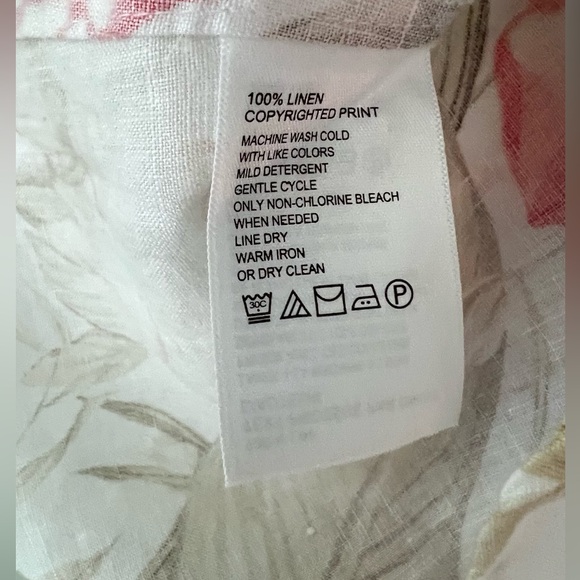 100% LINEN
COPYRIGHTED PRINT
MACHINE WASH COLD
WITH LIKE COLORS
MILD DETERGENT
GENTLE CYCLE
ONLY NON-CHLORINE BLEACH
WHEN NEEDED
LINE DRY
WARM IRON
OR DRY CLEAN
30C
P